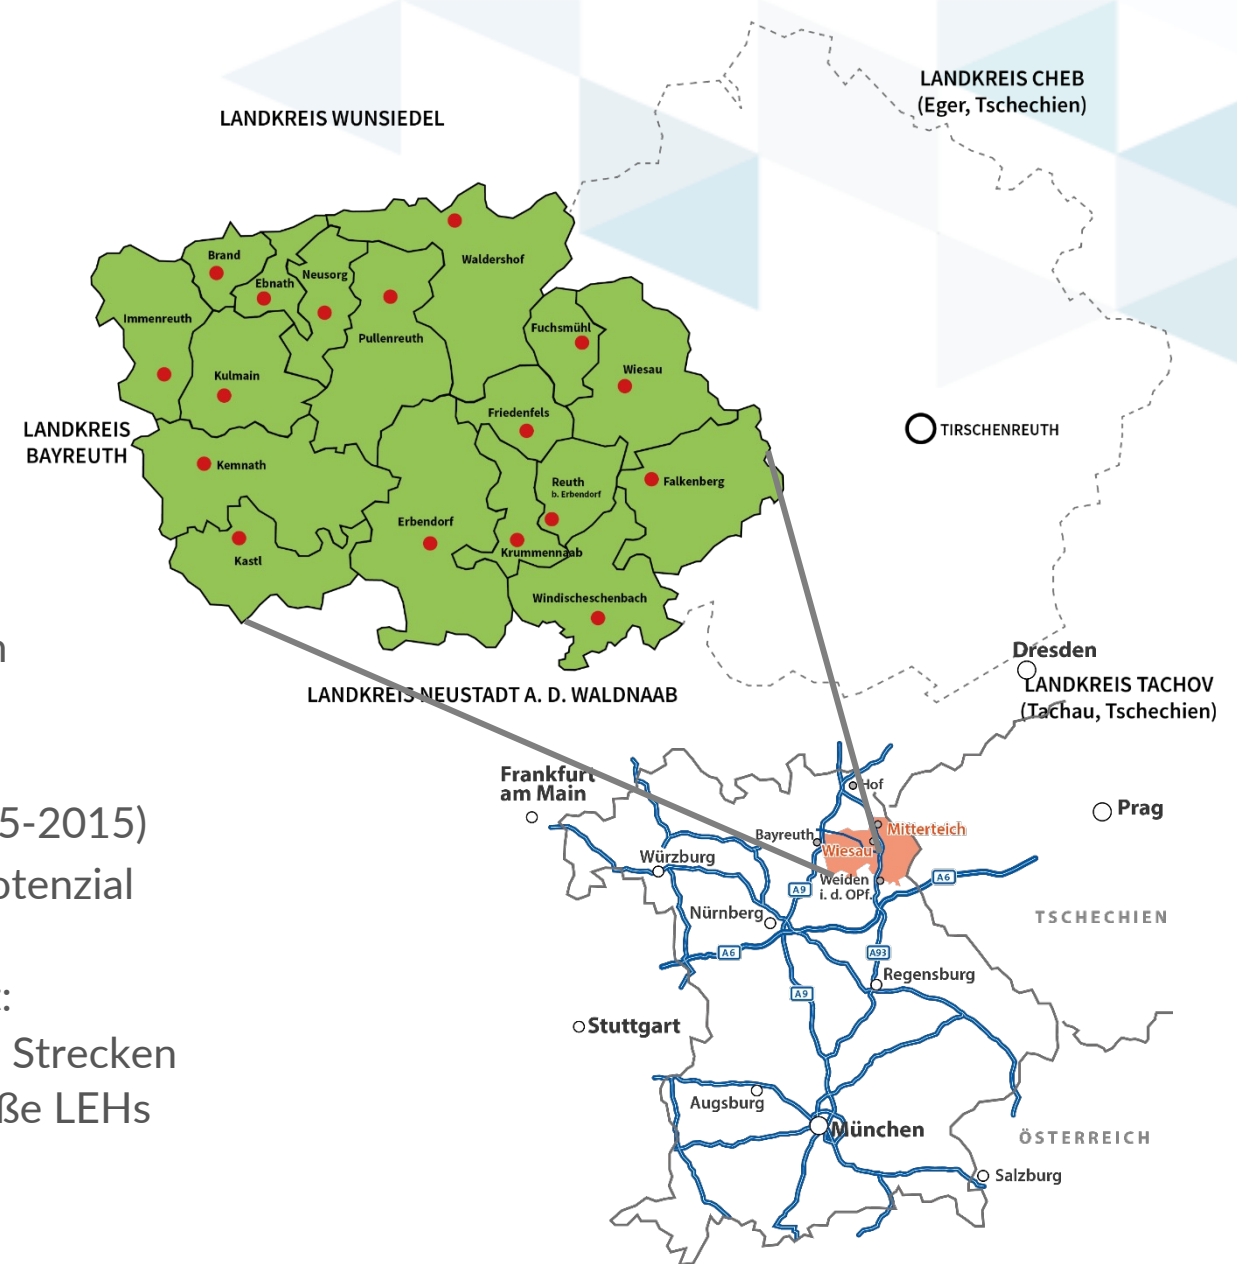 LANDKREIS CHEB
(Eger, Tschechien)
LANDKREIS WUNSIEDEL
Brand
Waldershof
Neusorg
Ebnath
Immenreuth
Fuchsmühl
Pullenreuth
Wiesau
Kulmain
Friedenfels
LANDKREIS
BAYREUTH
TIRSCHENREUTH
Kemnath
Reuth
b. Erbendorf
Falkenberg
Erbendorf
Krummennaab
Kastl
Windischeschenbach
n
Dresden
LANDKREIS TACHOV
(Tachau, Tschechien)
LANDKREIS NEUSTADT A. D. WALDNAAB
Frankfurt
am Main
Hof
Prag
5-2015)
Mitterteich
Bayreuth
Wiesau
Würzburg
A6
Weiden
i. d. OPf.
A9
otenzial
Nürnberg
TSCHECHIEN
A6
A93
Regensburg
A9
t:
Stuttgart
Strecken
Augsburg
ße LEHs
München
ÖSTERREICH
Salzburg